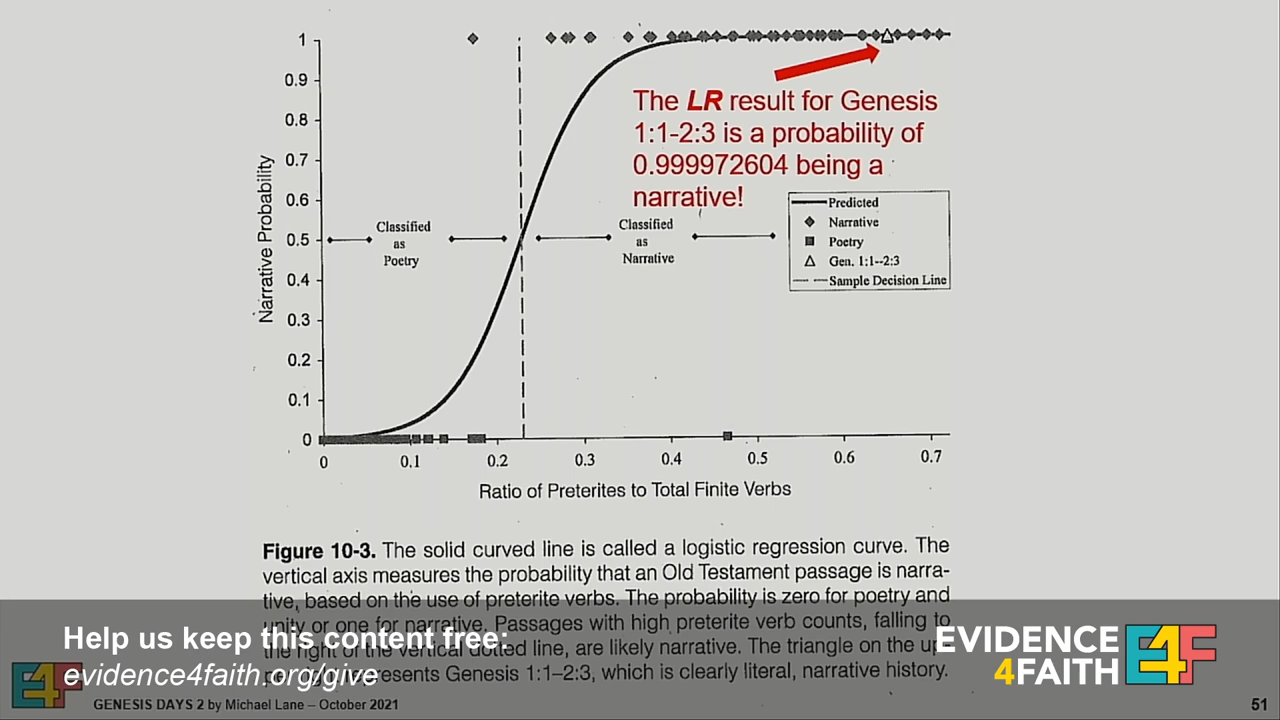 1
0.9
0.8
0.7
0.6
0.5
0.4
0.3
0.2
0.1
0
Narrative Probability
The LR result for Genesis
1:1-2:3 is a probability of
0.999972604 being a
narrative!
Classified
as
Poetry
Classified
as
Narrative
Predicted
Narrative
Poetry
Gen. 1:1--2:3
Sample Decision Line
0 0.1 0.2 0.3 0.4 0.5 0.6 0.7
Ratio of Preterites to Total Finite Verbs
Figure 10-3. The solid curved line is called a logistic regression curve. The
vertical axis measures the probability that an Old Testament passage is narra-
tive, based on the use of preterite verbs. The probability is zero for poetry and
unity or one for narrative. Passages with high preterite verb counts, falling to
the right of the vertical dotted line, are likely narrative. The triangle on the up-
represents Genesis 1:1–2:3, which is clearly literal, narrative history.
Help us keep this content free:
evidence4faith.org/give
EVIDENCE
4FAITH
E4F
E4F
GENESIS DAYS 2 by Michael Lane – October 2021
51